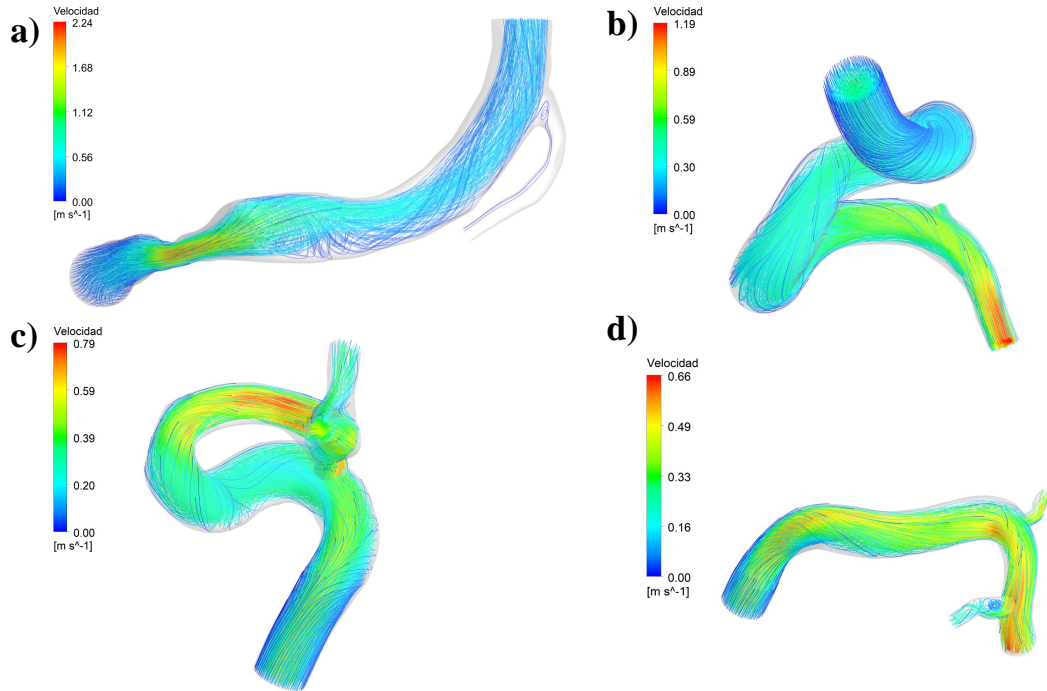 a)
Velocidad
2.24
1.68
1.12
0.56
0.00
[m s^-1]
b)
Velocidad
1.19
0.89
0.59
0.30
0.00
[m s^-1]
c)
Velocidad
0.79
0.59
0.39
0.20
0.00
[m s^-1]
d)
Velocidad
0.66
0.49
0.33
0.16
0.00
[m s^-1]